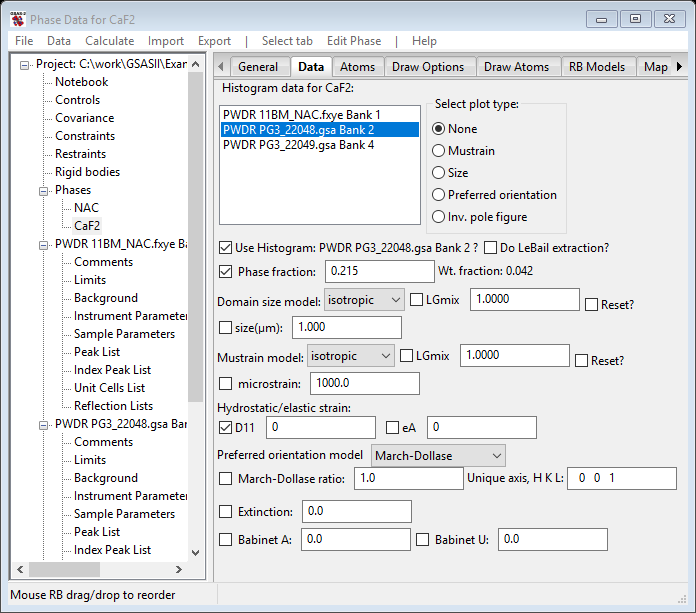 Phase Data for CaF2
File Data Calculate Import Export | Select tab Edit Phase | Help
Project: C:\work\GSASII\Exan
Notebook
Controls
Covariance
Constraints
Restraints
Rigid bodies
Phases
NAC
CaF2
PWDR 11BM_NAC.fxye Ba
Comments
Limits
Background
Instrument Parameter
Sample Parameters
Peak List
Index Peak List
Unit Cells List
Reflection Lists
PWDR PG3_22048.gsa Bar
Comments
Limits
Background
Instrument Parameter
Sample Parameters
Peak List
Index Peak List
General Data Atoms Draw Options Draw Atoms RB Models Map
Histogram data for CaF2:
PWDR 11BM_NAC.fxye Bank 1
PWDR PG3_22048.gsa Bank 2
PWDR PG3_22049.gsa Bank 4
Select plot type:
None
Mustrain
Size
Preferred orientation
Inv. pole figure
Use Histogram: PWDR PG3_22048.gsa Bank 2 ? Do LeBail extraction?
Phase fraction: 0.215 Wt. fraction: 0.042
Domain size model: isotropic LGmix 1.0000 Reset?
size(μm): 1.000
Mustrain model: isotropic LGmix 1.0000 Reset?
microstrain: 1000.0
Hydrostatic/elastic strain:
D11 0 eA 0
Preferred orientation model March-Dollase
March-Dollase ratio: 1.0 Unique axis, H K L: 0 0 1
Extinction: 0.0
Babinet A: 0.0 Babinet U: 0.0
Mouse RB drag/drop to reorder